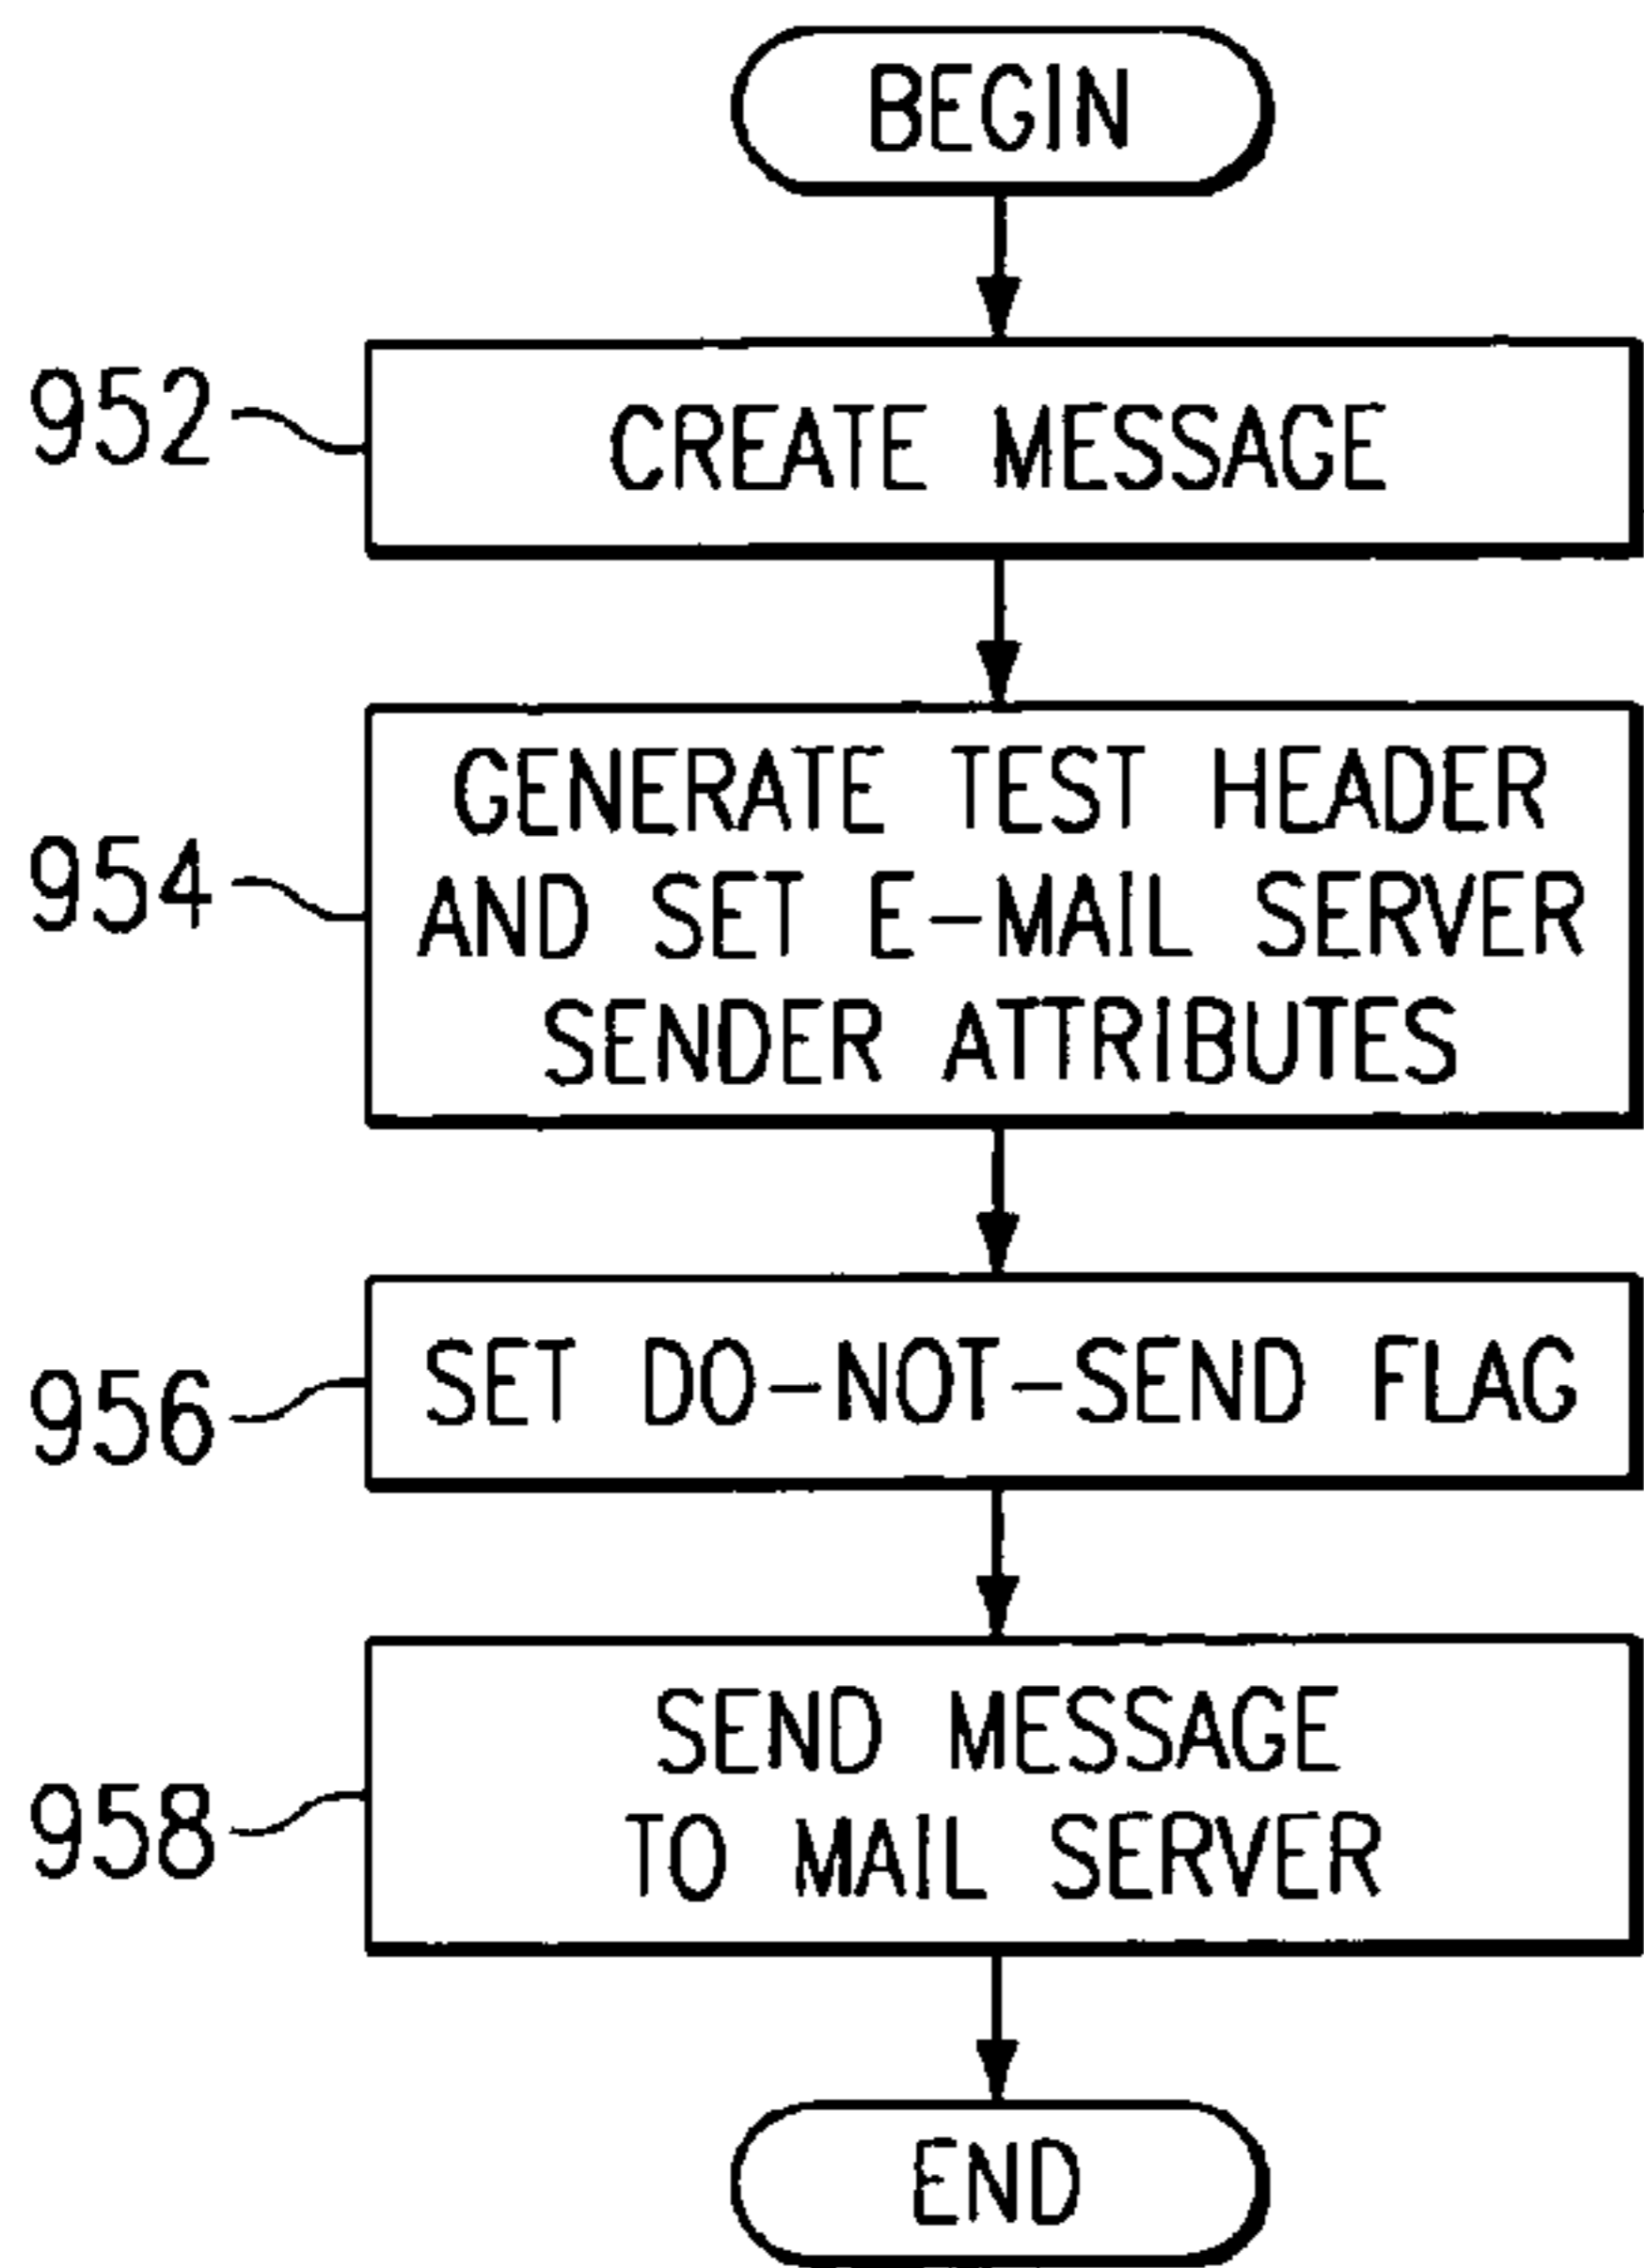 BEGIN
952
CREATE MESSAGE
954
GENERATE TEST HEADER
AND SET E-MAIL SERVER
SENDER ATTRIBUTES
956
SET DO-NOT-SEND FLAG
958
SEND MESSAGE
TO MAIL SERVER
END